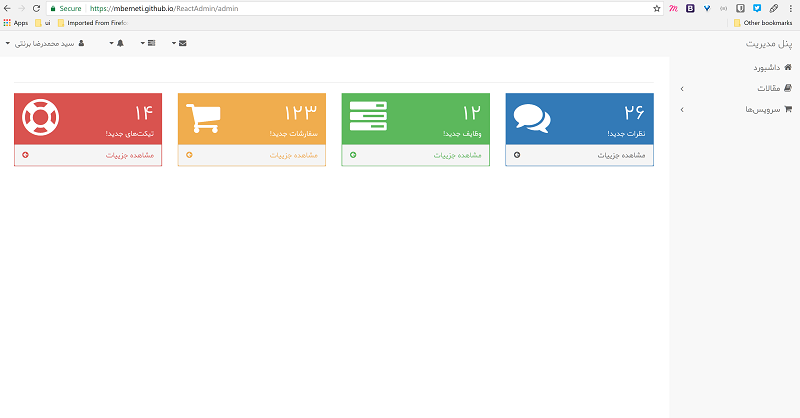 Secure https://mberneti.github.io/ReactAdmin/admin
Apps ui Imported From Firefo Other bookmarks
پنل مدیریت
سید محمدرضا برنتی
داشبورد
مقالات
سرویس‌ها
۲۶
نظرات جدید!
مشاهده جزییات
۱۲
وظایف جدید!
مشاهده جزییات
۱۲۳
سفارشات جدید!
مشاهده جزییات
۱۴
تیکت‌های جدید!
مشاهده جزییات